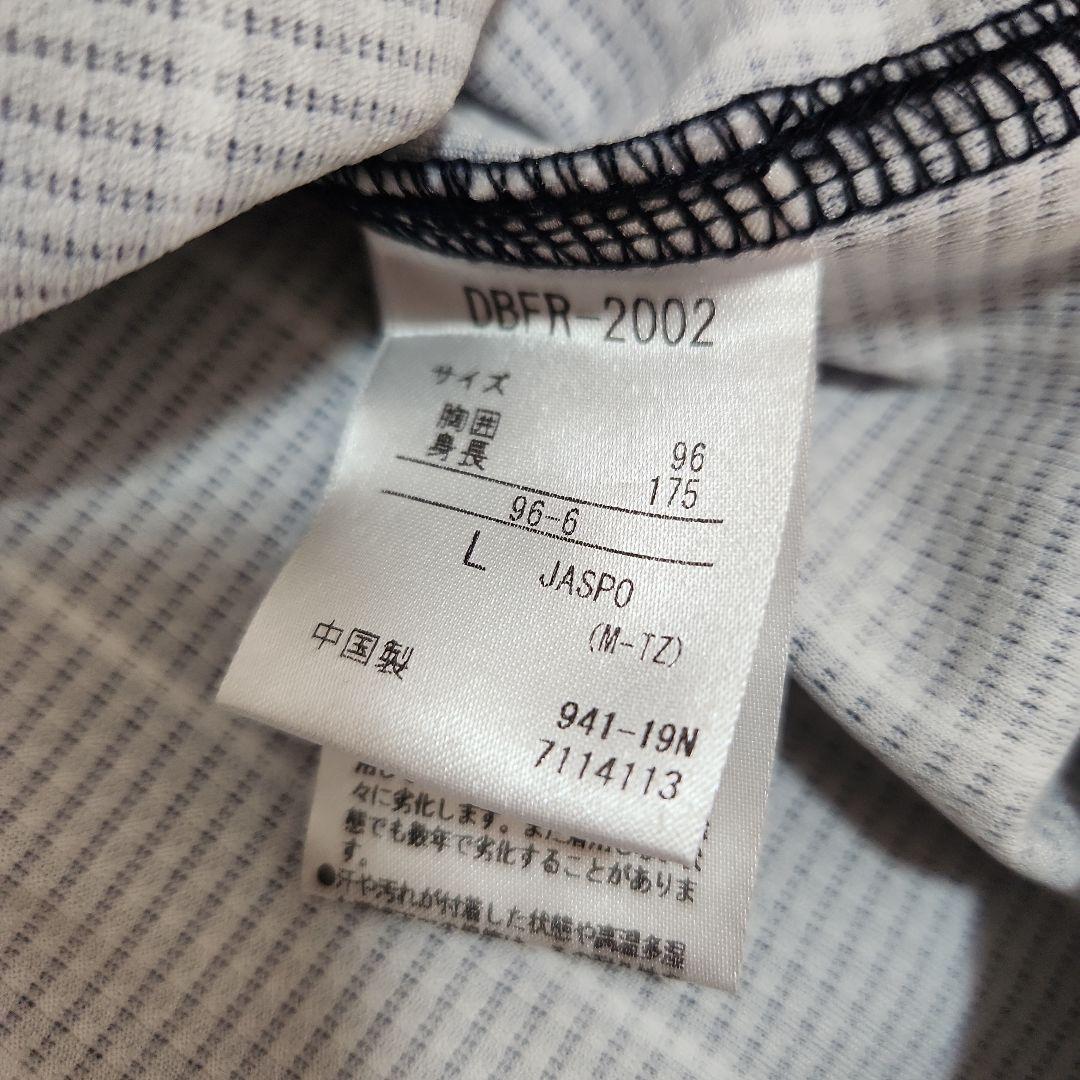 DBFR-2002
サイズ
胸囲 96
身長 175
96-6
L JASPO
(M-TZ)
中国製
941-19N
7114113
々に劣化します。また
態でも数年で劣化することがありま
す。
●汗や汚れが付着した状態や高温多湿